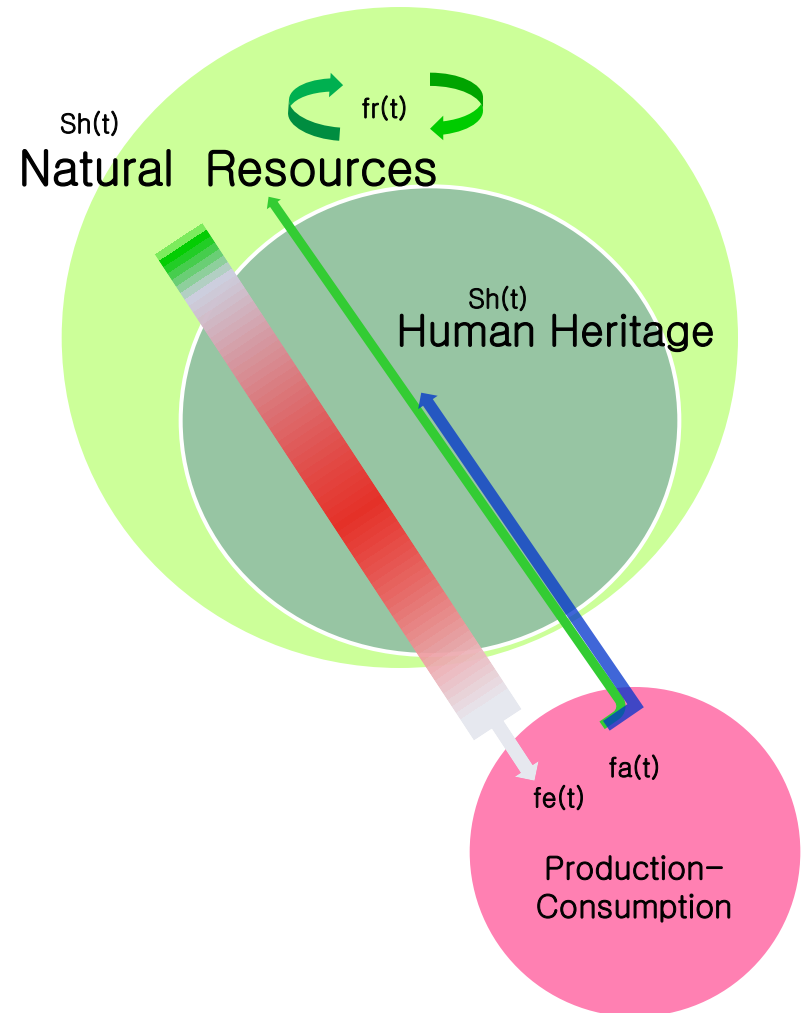 fr(t)
Sh(t)
Natural Resources
Sh(t)
Human Heritage
fa(t)
fe(t)
Production-
Consumption